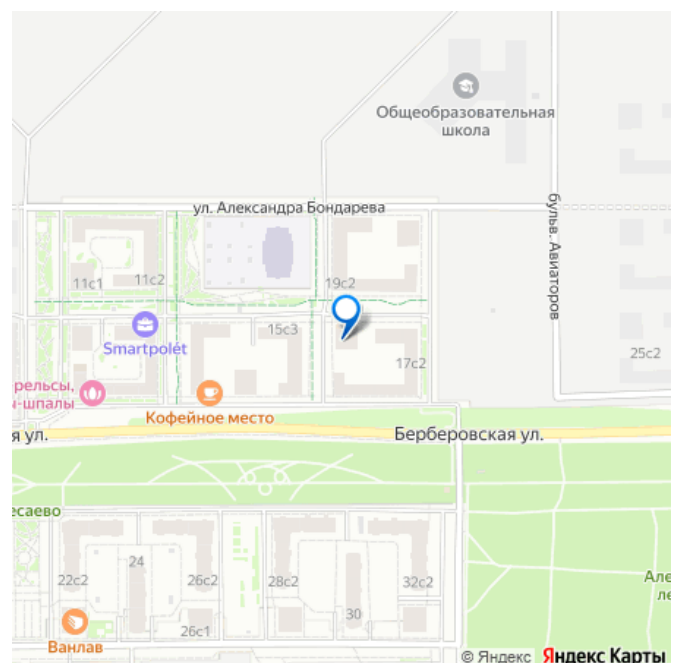 Общеобразовательная
школа
ул. Александра Бондарева
бульв. Авиаторов
11с1
11с2
19с2
15с3
Smartpolét
17с2
25с2
рельсы,
ы-шпалы
Кофейное место
я ул.
Берберовская ул.
есаево
22с2
24
26с2
28с2
32с2
Але
ле
30
26с1
Ванлав
© Яндекс Яндекс Карты